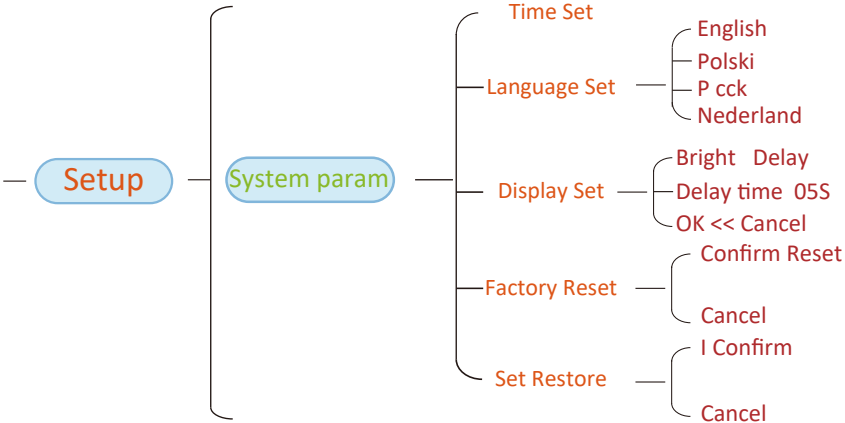 Setup
System param
Time Set
Language Set
English
Polski
P cck
Nederland
Display Set
Bright Delay
Delay time 05S
OK << Cancel
Factory Reset
Confirm Reset
Cancel
Set Restore
I Confirm
Cancel